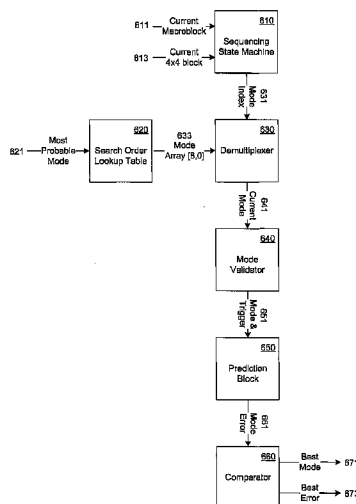 611
Current
Macroblock
613
Current
4x4 block
610
Sequencing
State Machine
Mode
Index
631
621
Most
Probable
Mode
620
Search Order
Lookup Table
633
Mode
Array [8,0]
630
Demultiplexer
Current
Mode
641
640
Mode
Validator
Mode &
Trigger
651
650
Prediction
Block
Mode
Error
661
660
Comparator
Best
Mode
671
Best
Error
673